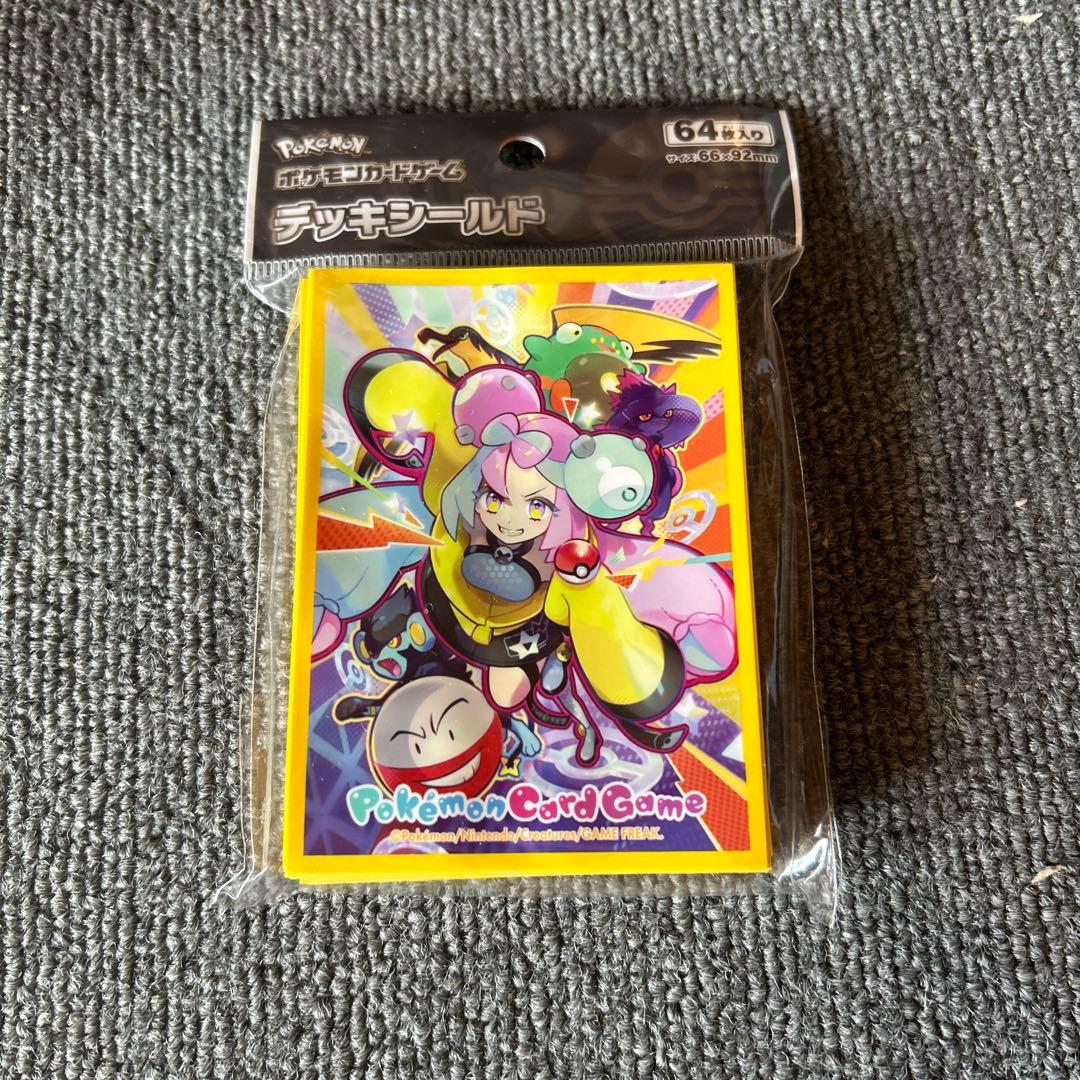 Pokémon
ポケモンカードゲーム
デッキシールド
64枚入り
サイズ:66×92mm
Pokémon Card Game
©Pokémon/Nintendo/Creatures/GAME FREAK.